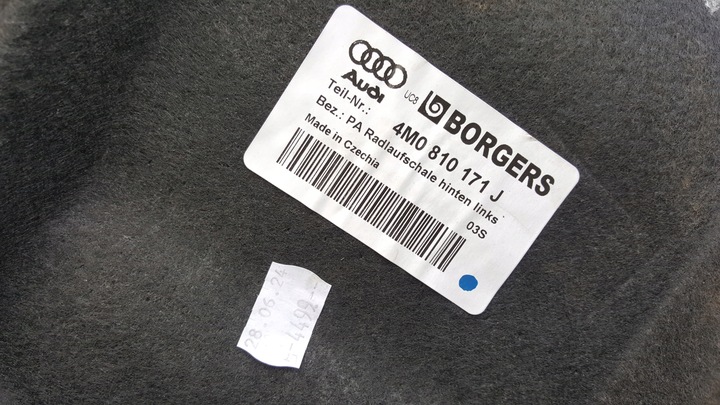 Audi
UC8 BORGERS
Teil-Nr.: 4M0 810 171 J
Bez.: PA Radlaufschale hinten links
Made in Czechia
03S
28.06.24